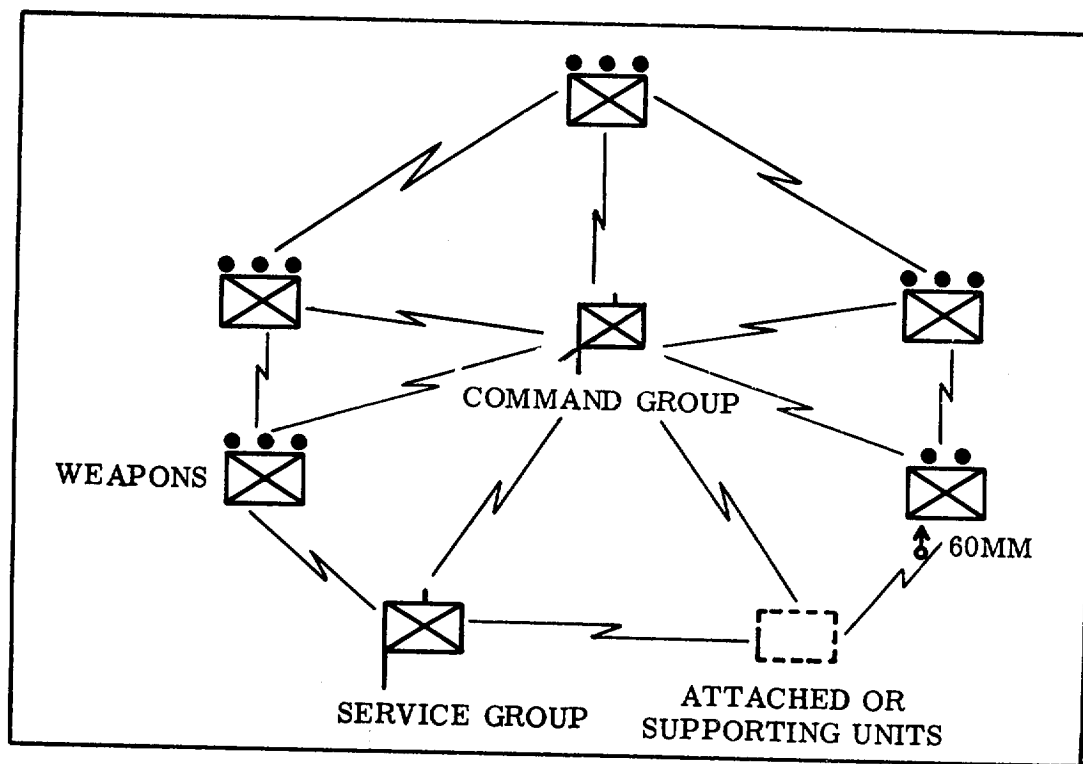 COMMAND GROUP
WEAPONS
60MM
SERVICE GROUP
ATTACHED OR
SUPPORTING UNITS